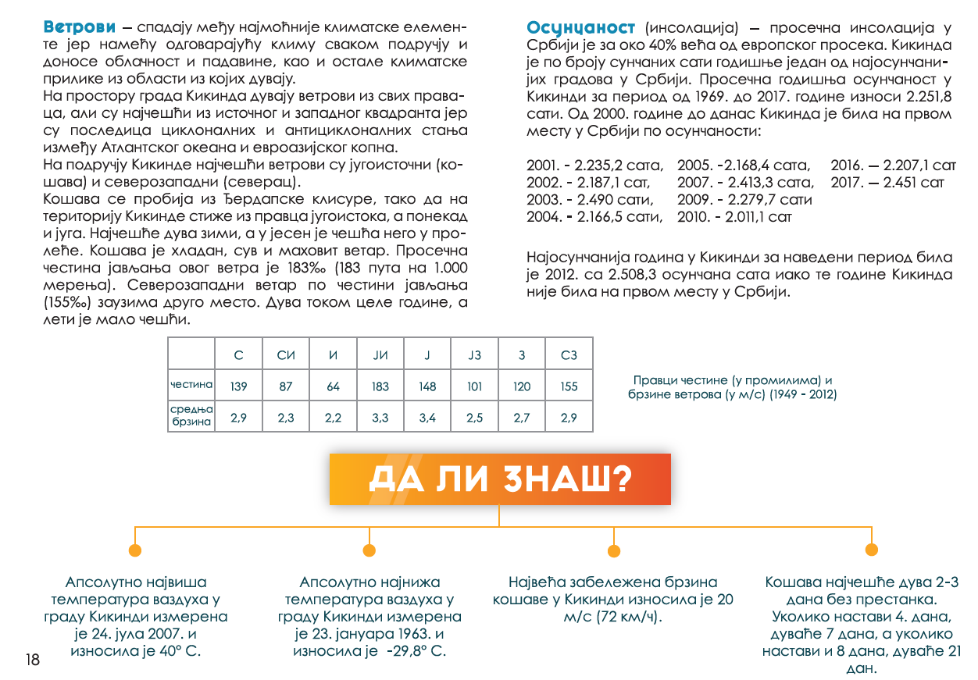 Ветрови – спадају међу најмоћније климатске елемен-
те јер намећу одговарајућу климу сваком подручју и
доносе облачност и падавине, као и остале климатске
прилике из области из којих дувају.
На простору града Кикинда дувају ветрови из свих права-
ца, али су најчешћи из источног и западног квадранта јер
су последица циклоналних и антициклоналних стања
између Атлантског океана и евроазијског копна.
На подручју Кикинде најчешћи ветрови су југоисточни (ко-
шава) и северозападни (северац).
Кошава се пробија из Ђердапске клисуре, тако да на
територију Кикинде стиже из правца југоистока, а понекад
и југа. Најчешће дува зими, а у јесен је чешћа него у про-
леће. Кошава је хладан, сув и маховит ветар. Просечна
честина јављања овог ветра је 183‰ (183 пута на 1.000
мерења). Северозападни ветар по честини јављања
(155‰) заузима друго место. Дува током целе године, а
лети је мало чешћи.
Осунчаност (инсолација) – просечна инсолација у
Србији је за око 40% већа од европског просека. Кикинда
је по броју сунчаних сати годишње један од најосунчани-
јих градова у Србији. Просечна годишња осунчаност у
Кикинди за период од 1969. до 2017. године износи 2.251,8
сати. Од 2000. године до данас Кикинда је била на првом
месту у Србији по осунчаности:
2001. - 2.235,2 сата, 2005. -2.168,4 сата, 2016. – 2.207,1 сат
2002. - 2.187,1 сат, 2007. - 2.413,3 сата, 2017. – 2.451 сат
2003. - 2.490 сати, 2009. - 2.279,7 сати
2004. - 2.166,5 сати, 2010. - 2.011,1 сат
Најосунчанија година у Кикинди за наведени период била
је 2012. са 2.508,3 осунчана сата иако те године Кикинда
није била на првом месту у Србији.
С СИ И ЈИ Ј ЈЗ З СЗ
честина 139 87 64 183 148 101 120 155
средња
брзина 2,9 2,3 2,2 3,3 3,4 2,5 2,7 2,9
Правци честине (у промилима) и
брзине ветрова (у м/с) (1949 - 2012)
ДА ЛИ ЗНАШ?
Апсолутно највиша
температура ваздуха у
граду Кикинди измерена
је 24. јула 2007. и
износила је 40° C.
Апсолутно најнижа
температура ваздуха у
граду Кикинди измерена
је 23. јануара 1963. и
износила је -29,8° C.
Највећа забележена брзина
кошаве у Кикинди износила је 20
м/с (72 км/ч).
Кошава најчешће дува 2-3
дана без престанка.
Уколико настави 4. дана,
дуваће 7 дана, а уколико
настави и 8 дана, дуваће 21
дан.
18